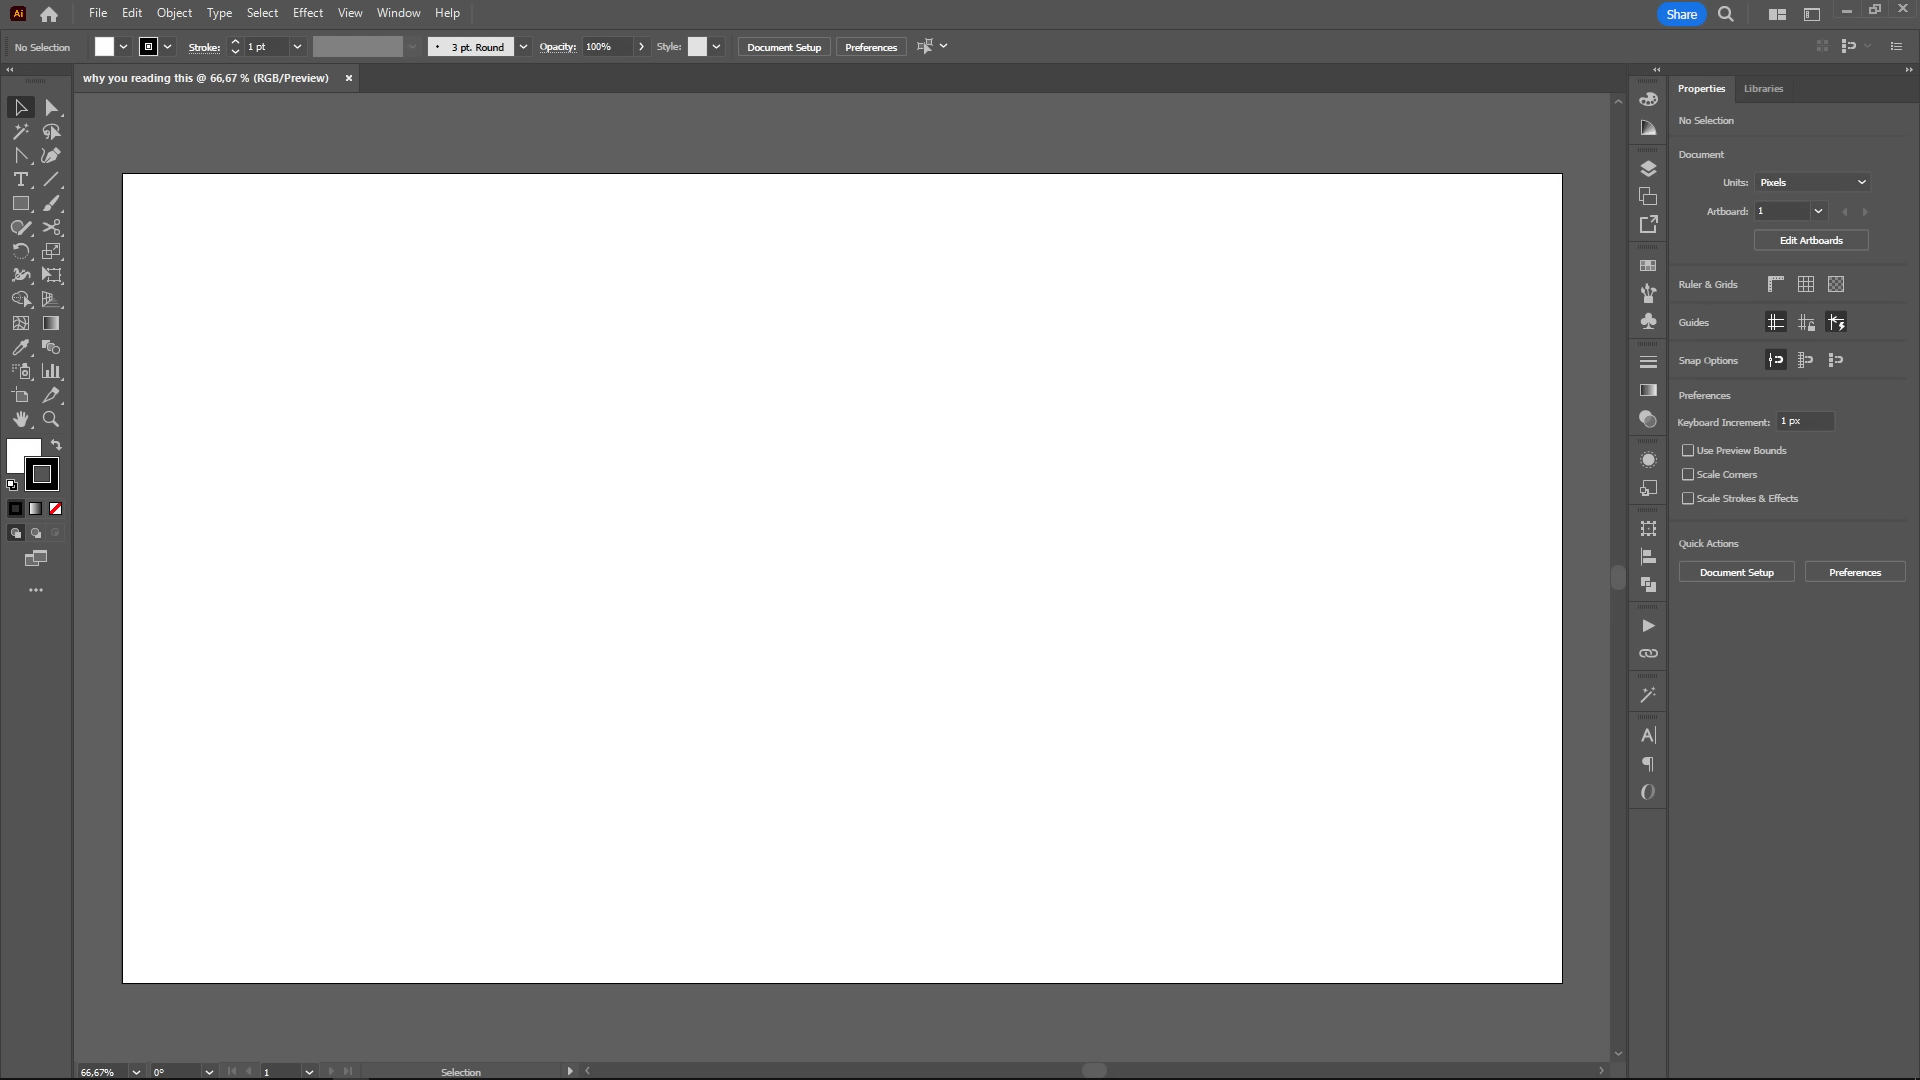 Ai File Edit Object Type Select Effect View Window Help Share
No Selection Stroke: 1 pt 3 pt. Round Opacity: 100% Style: Document Setup Preferences
why you reading this @ 66,67 % (RGB/Preview)
Properties Libraries
No Selection
Document
Units: Pixels
Artboard: 1
Edit Artboards
Ruler & Grids
Guides
Snap Options
Preferences
Keyboard Increment: 1 px
Use Preview Bounds
Scale Corners
Scale Strokes & Effects
Quick Actions
Document Setup Preferences
66,67% 0° 1 Selection